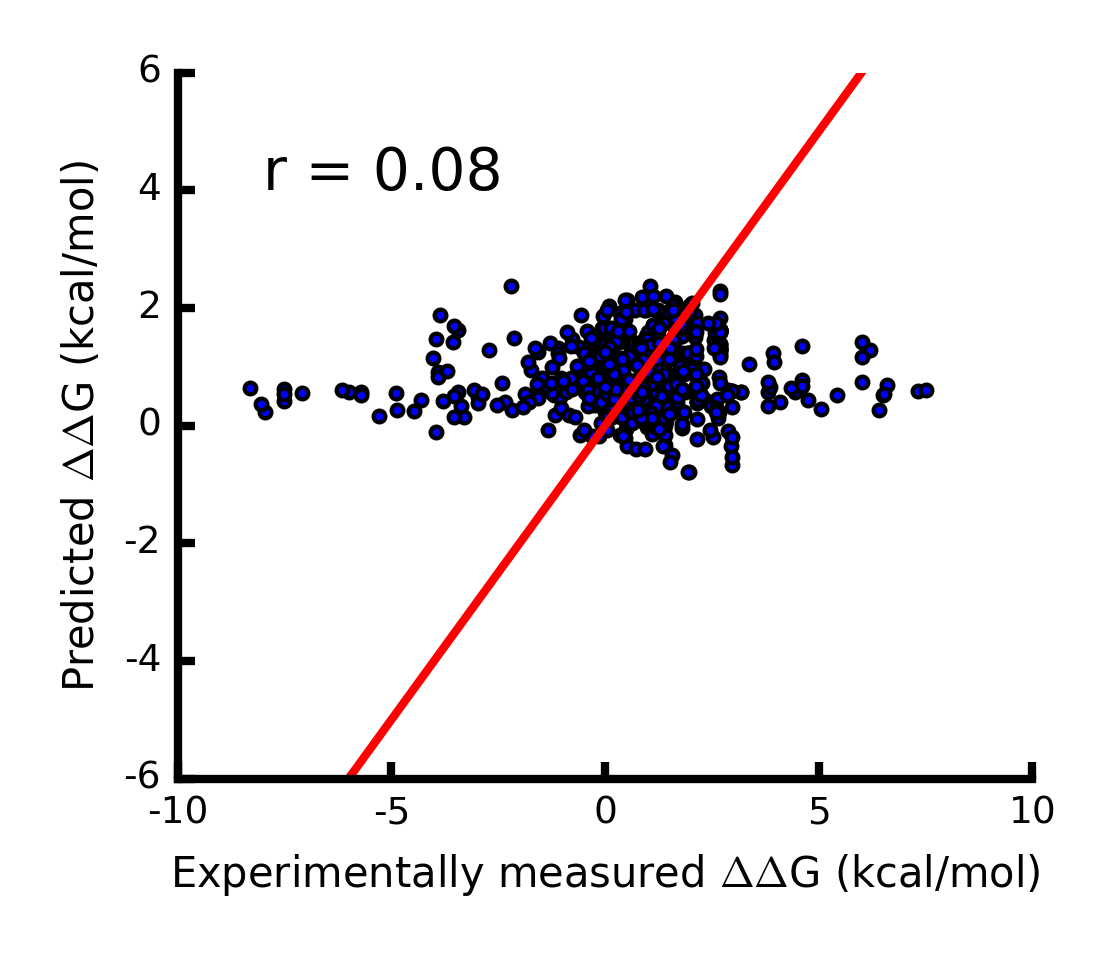 6
4
2
0
-2
-4
-6
r = 0.08
Predicted ΔΔG (kcal/mol)
-10 -5 0 5 10
Experimentally measured ΔΔG (kcal/mol)